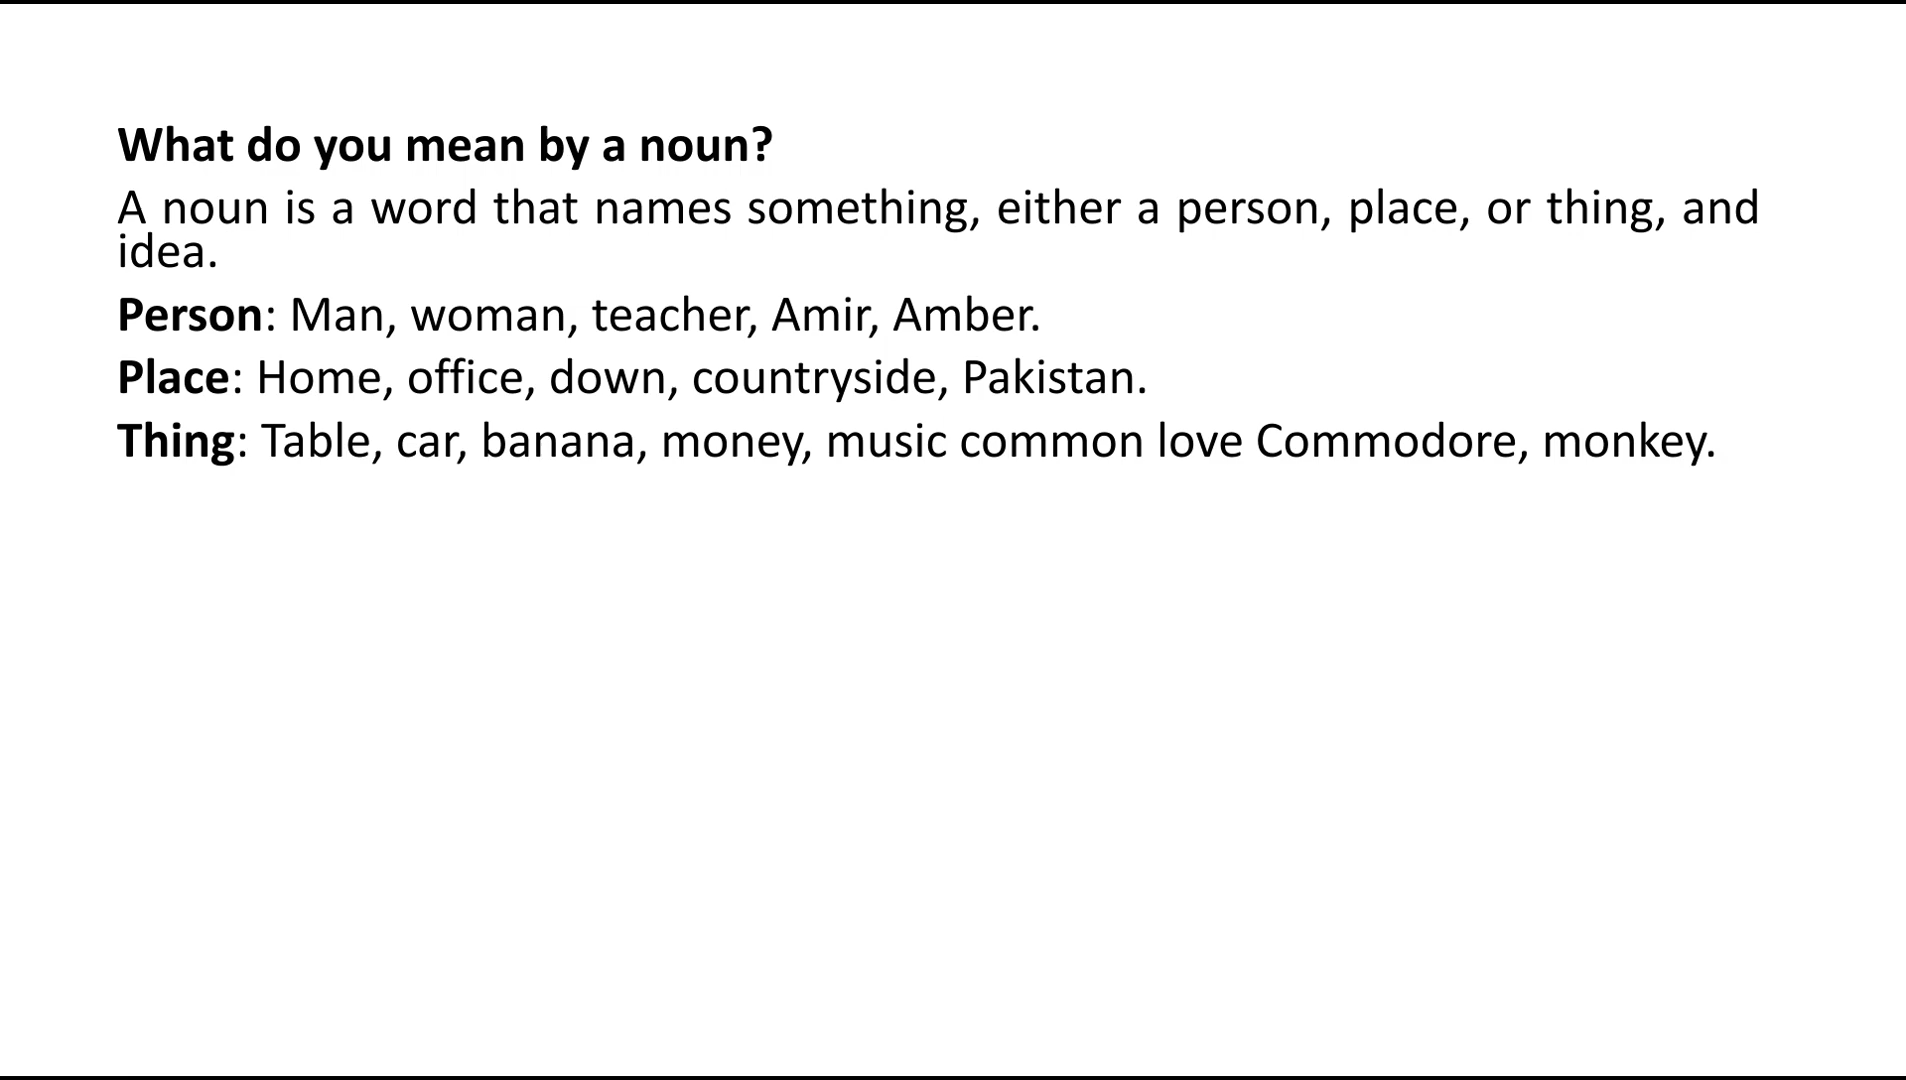 What do you mean by a noun?
A noun is a word that names something, either a person, place, or thing, and
idea.
Person: Man, woman, teacher, Amir, Amber.
Place: Home, office, down, countryside, Pakistan.
Thing: Table, car, banana, money, music common love Commodore, monkey.